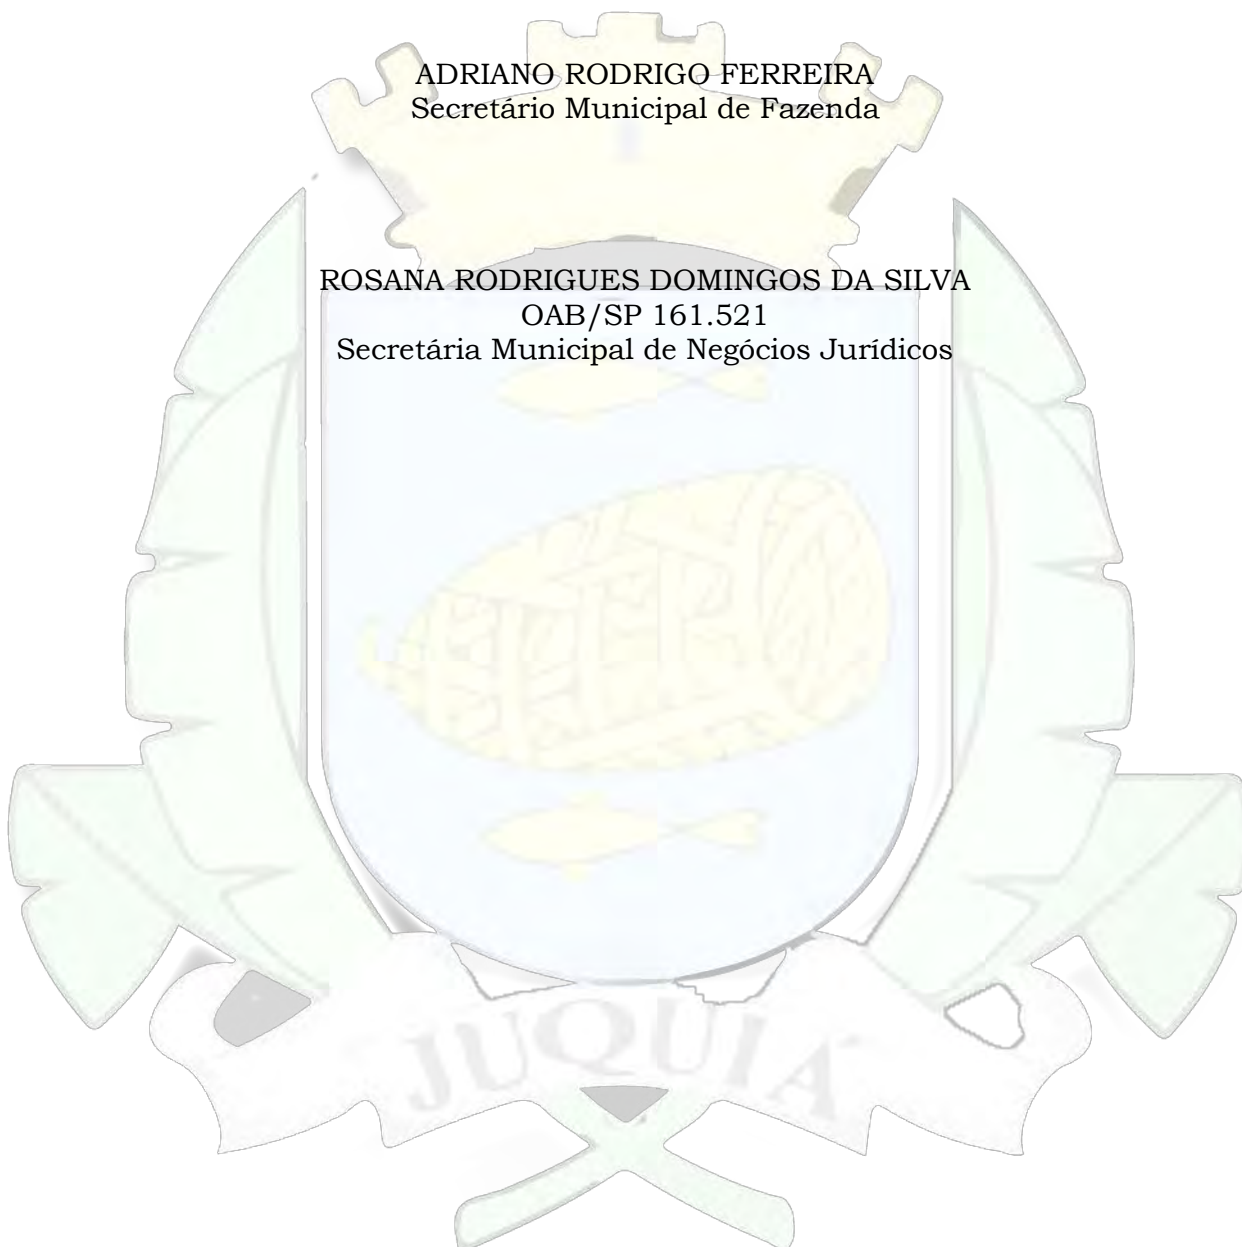 ADRIANO RODRIGO FERREIRA
Secretário Municipal de Fazenda
ROSANA RODRIGUES DOMINGOS DA SILVA
OAB/SP 161.521
Secretária Municipal de Negócios Jurídicos
JUQUIÁ